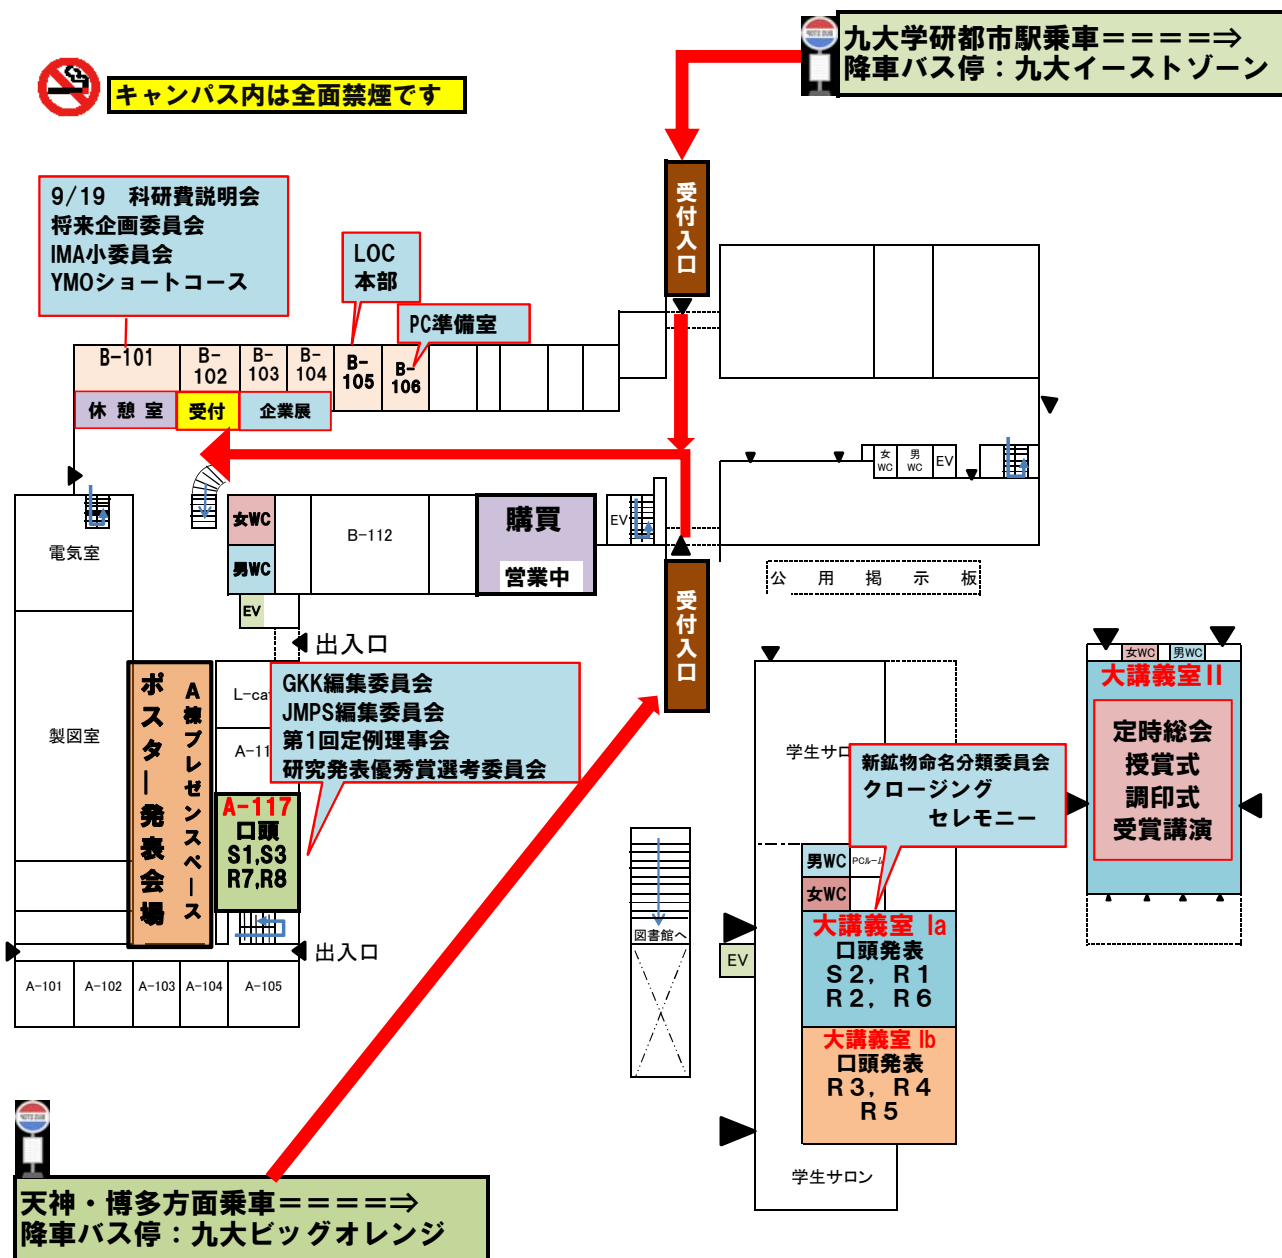 九大学研都市駅乗車====⇒
降車バス停：九大イーストゾーン
キャンパス内は全面禁煙です
受付入口
9/19　科研費説明会
将来企画委員会
IMA小委員会
YMOショートコース
LOC
本部
PC準備室
B-101
B-
102
B-
103
B-
104
B-
105
B-
106
休 憩 室
受付
企業展
女
WC
男
WC
EV
電気室
女WC
男WC
EV
B-112
購買
営業中
EV
公 用 掲 示 板
受付入口
出入口
製図室
ポスター発表会場
A棟プレゼンスペース
L-caf
A-11
GKK編集委員会
JMPS編集委員会
第1回定例理事会
研究発表優秀賞選考委員会
A-117
口頭
S1,S3
R7,R8
出入口
A-101
A-102
A-103
A-104
A-105
図書館へ
学生サロ
新鉱物命名分類委員会
クロージング
セレモニー
男WC
PCルーム
女WC
EV
大講義室 Ia
口頭発表
S２，R１
R２，R６
大講義室 Ib
口頭発表
R３，R４
R５
学生サロン
女WC
男WC
大講義室 II
定時総会
授賞式
調印式
受賞講演
天神・博多方面乗車====⇒
降車バス停：九大ビッグオレンジ